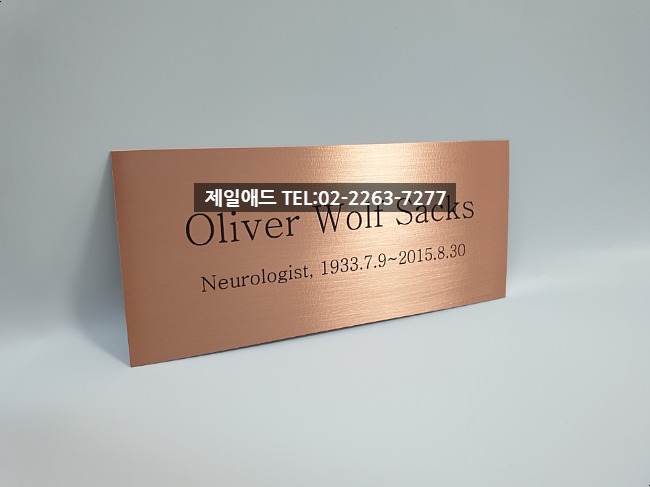 제일애드 TEL:02-2263-7277
Oliver Wolf Sacks
Neurologist, 1933.7.9~2015.8.30